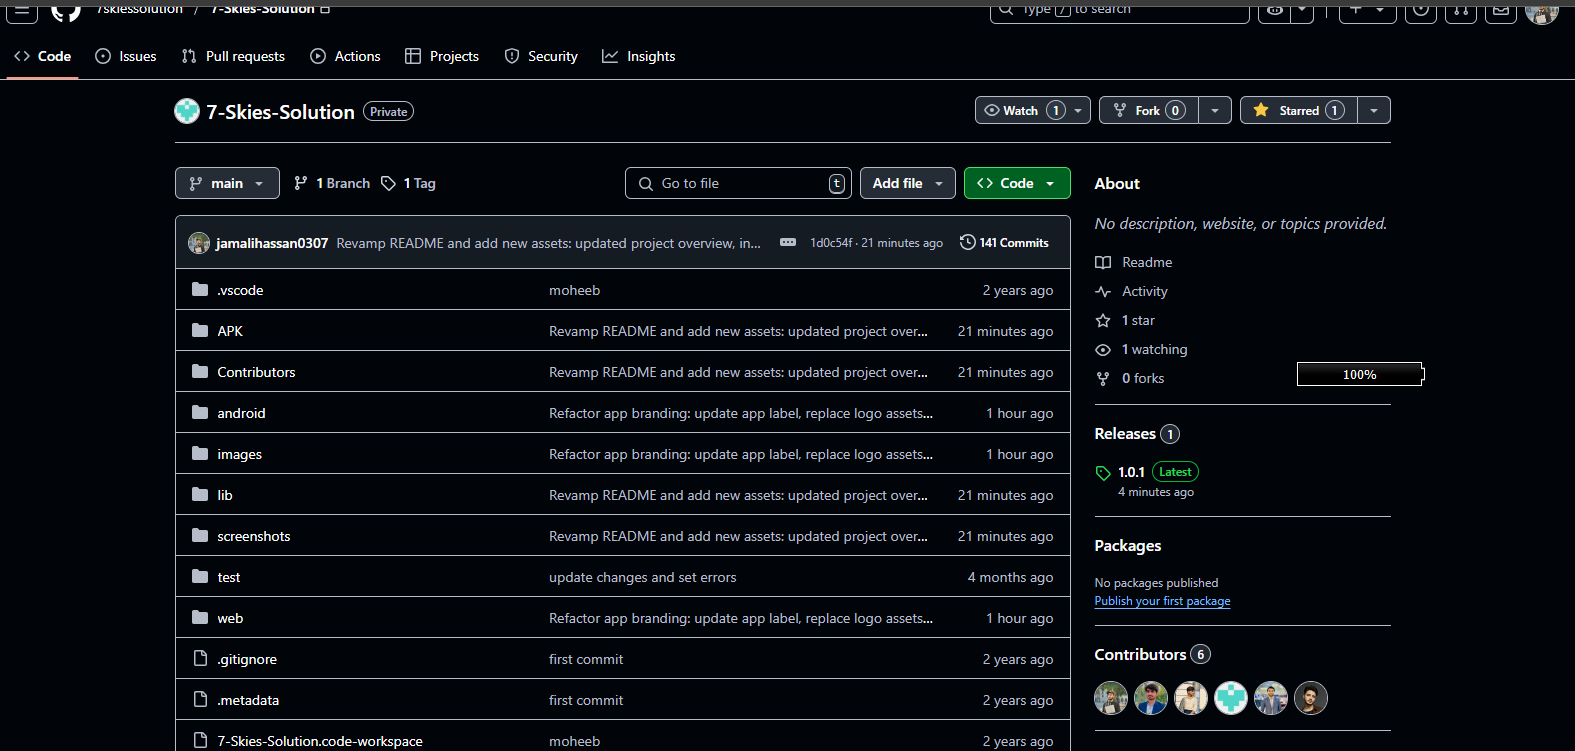 7skiessolution / 7-Skies-Solution
Type / to search
Code Issues Pull requests Actions Projects Security Insights
7-Skies-Solution Private
Watch 1 Fork 0 Starred 1
main 1 Branch 1 Tag Go to file t Add file Code
jamalihassan0307 Revamp README and add new assets: updated project overview, in... 1d0c54f · 21 minutes ago 141 Commits
.vscode moheeb 2 years ago
APK Revamp README and add new assets: updated project over... 21 minutes ago
Contributors Revamp README and add new assets: updated project over... 21 minutes ago
android Refactor app branding: update app label, replace logo assets... 1 hour ago
images Refactor app branding: update app label, replace logo assets... 1 hour ago
lib Revamp README and add new assets: updated project over... 21 minutes ago
screenshots Revamp README and add new assets: updated project over... 21 minutes ago
test update changes and set errors 4 months ago
web Refactor app branding: update app label, replace logo assets... 1 hour ago
.gitignore first commit 2 years ago
.metadata first commit 2 years ago
7-Skies-Solution.code-workspace moheeb 2 years ago
About
No description, website, or topics provided.
Readme
Activity
1 star
1 watching
0 forks
100%
Releases 1
1.0.1 Latest
4 minutes ago
Packages
No packages published
Publish your first package
Contributors 6